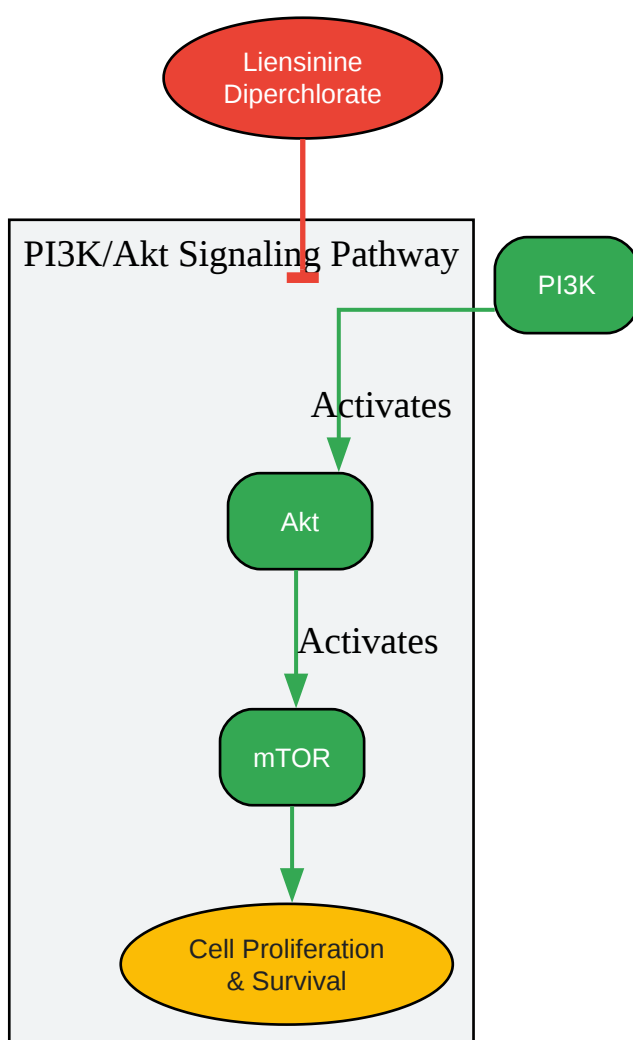 Liensinine
Diperchlorate
PI3K/Akt Signaling Pathway
PI3K
Activates
Akt
Activates
mTOR
Cell Proliferation
& Survival